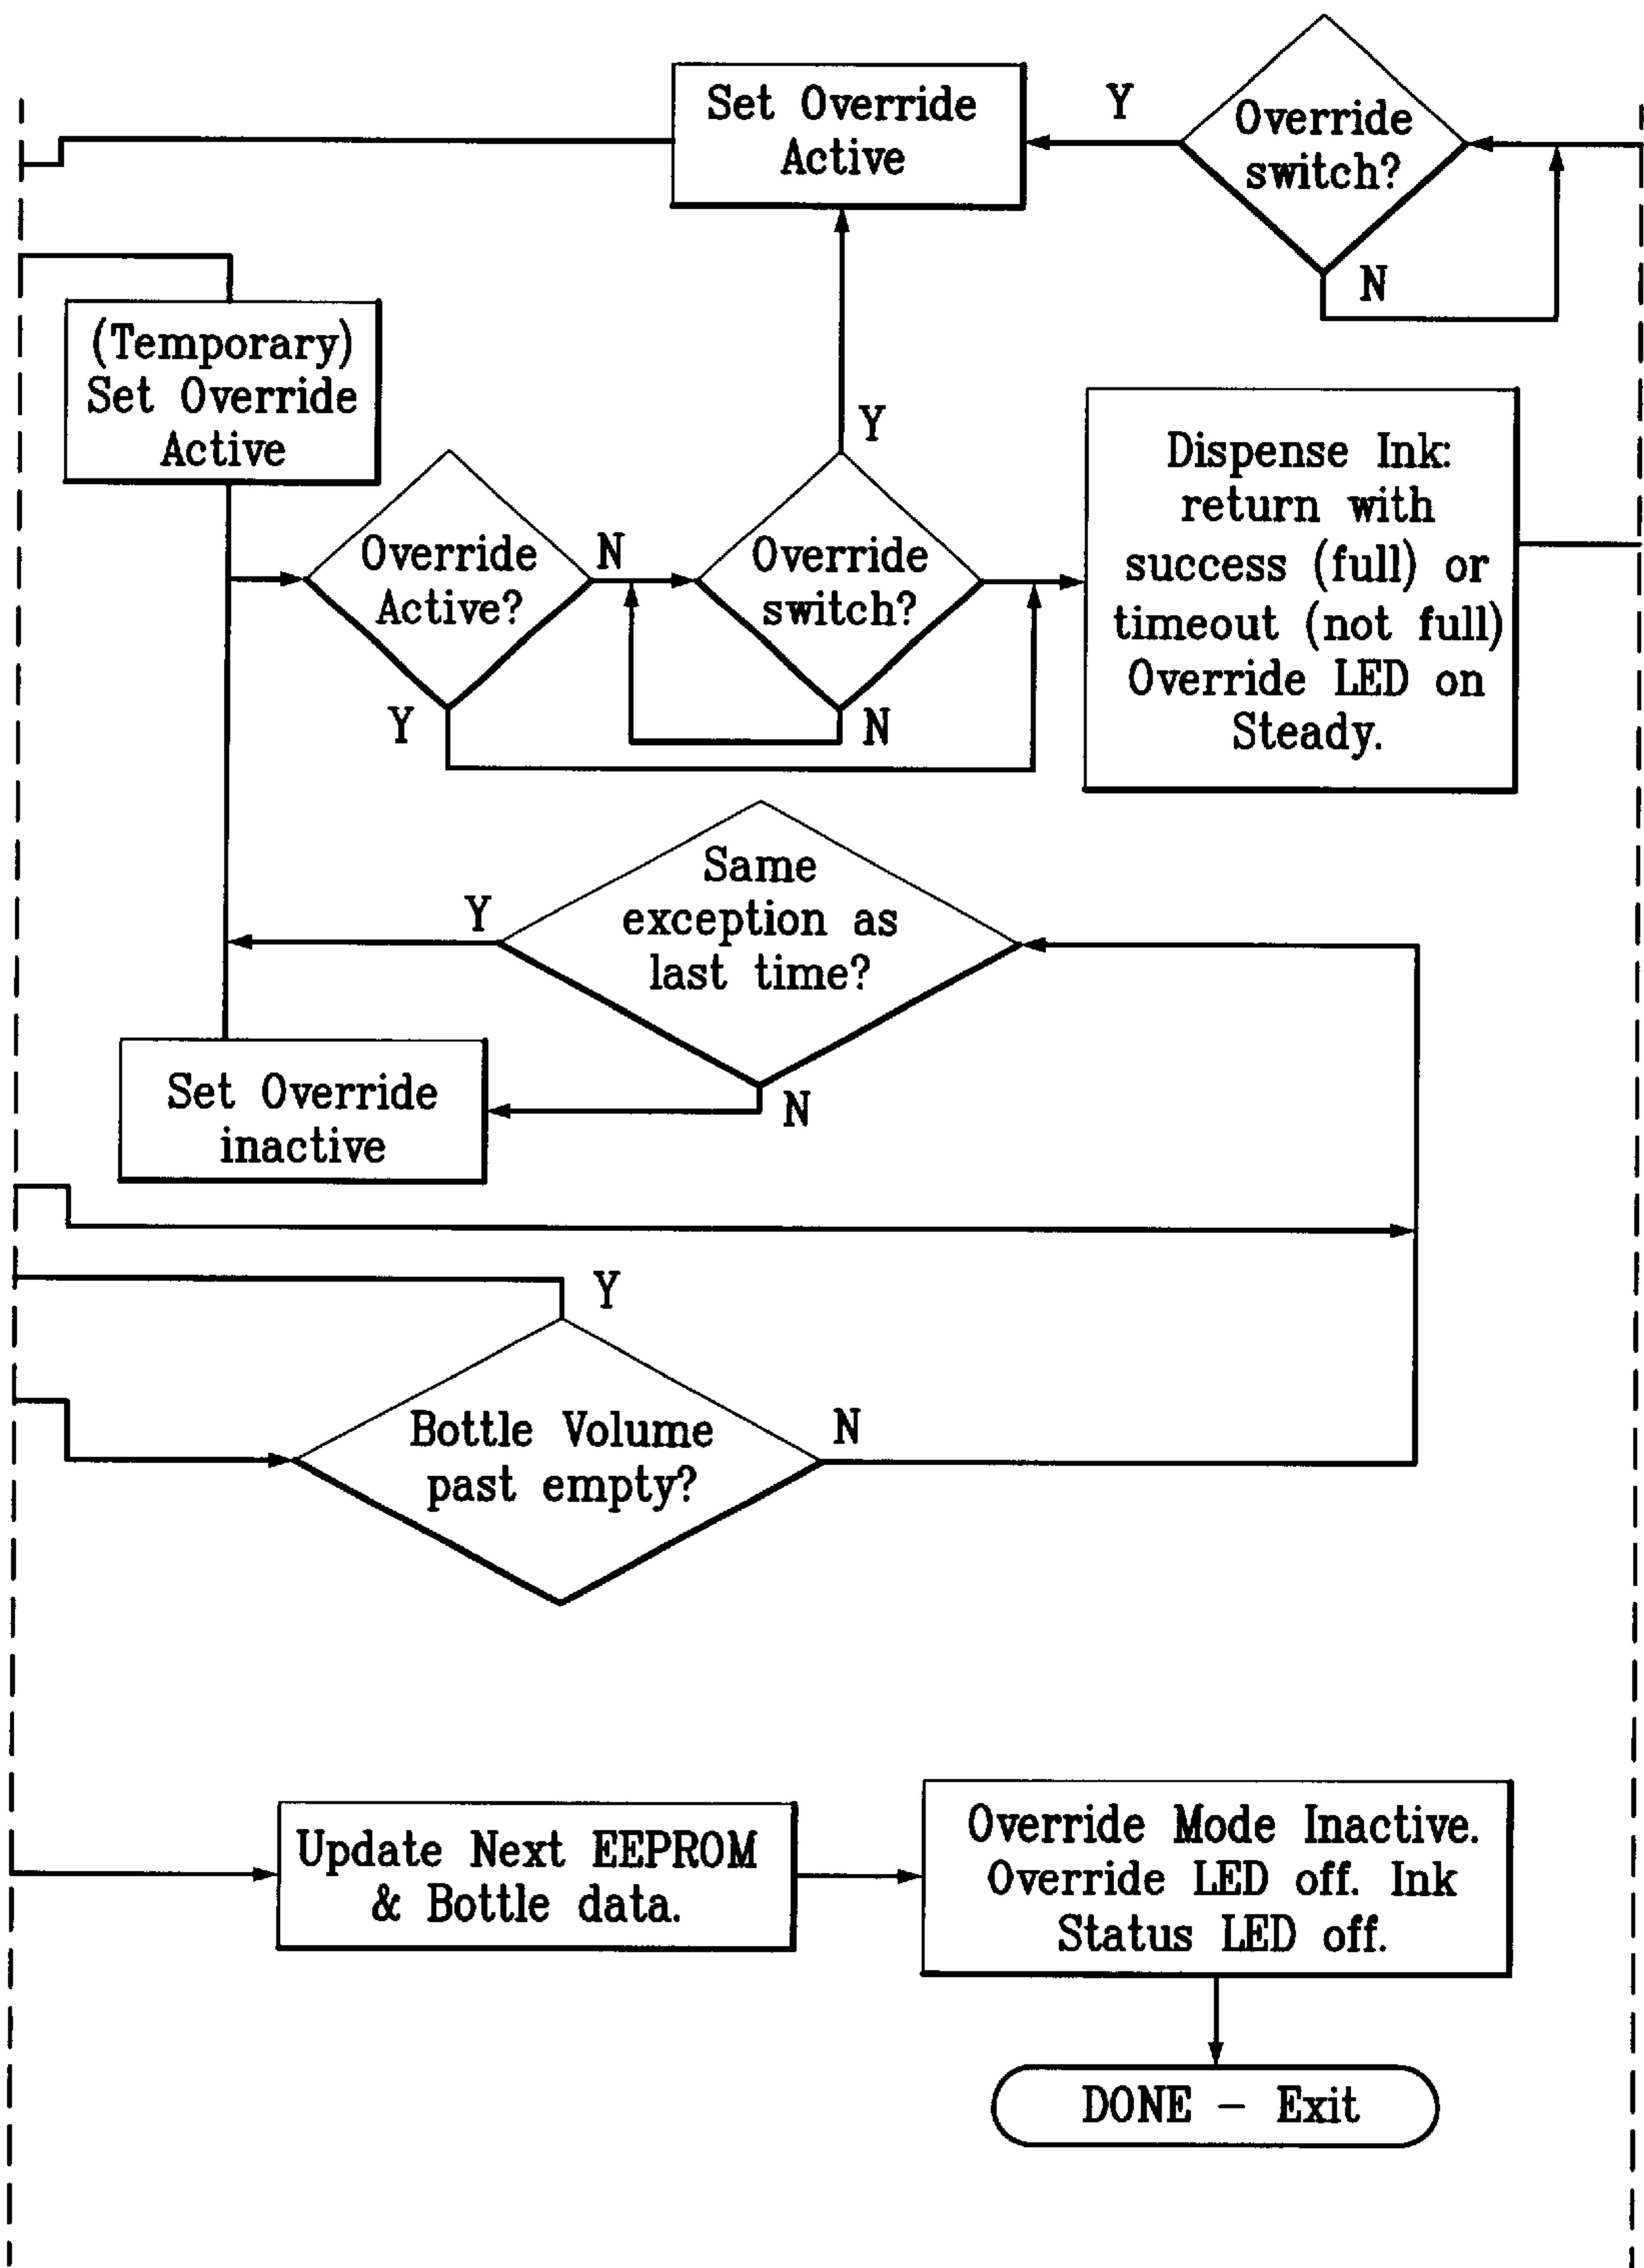 Set Override
Active
Y
Override
switch?
N
(Temporary)
Set Override
Active
Y
Override
Active?
N
Override
switch?
Y
N
Dispense Ink:
return with
success (full) or
timeout (not full)
Override LED on
Steady.
Same
exception as
last time?
Y
N
Set Override
inactive
Y
Bottle Volume
past empty?
N
Update Next EEPROM
& Bottle data.
Override Mode Inactive.
Override LED off. Ink
Status LED off.
DONE - Exit